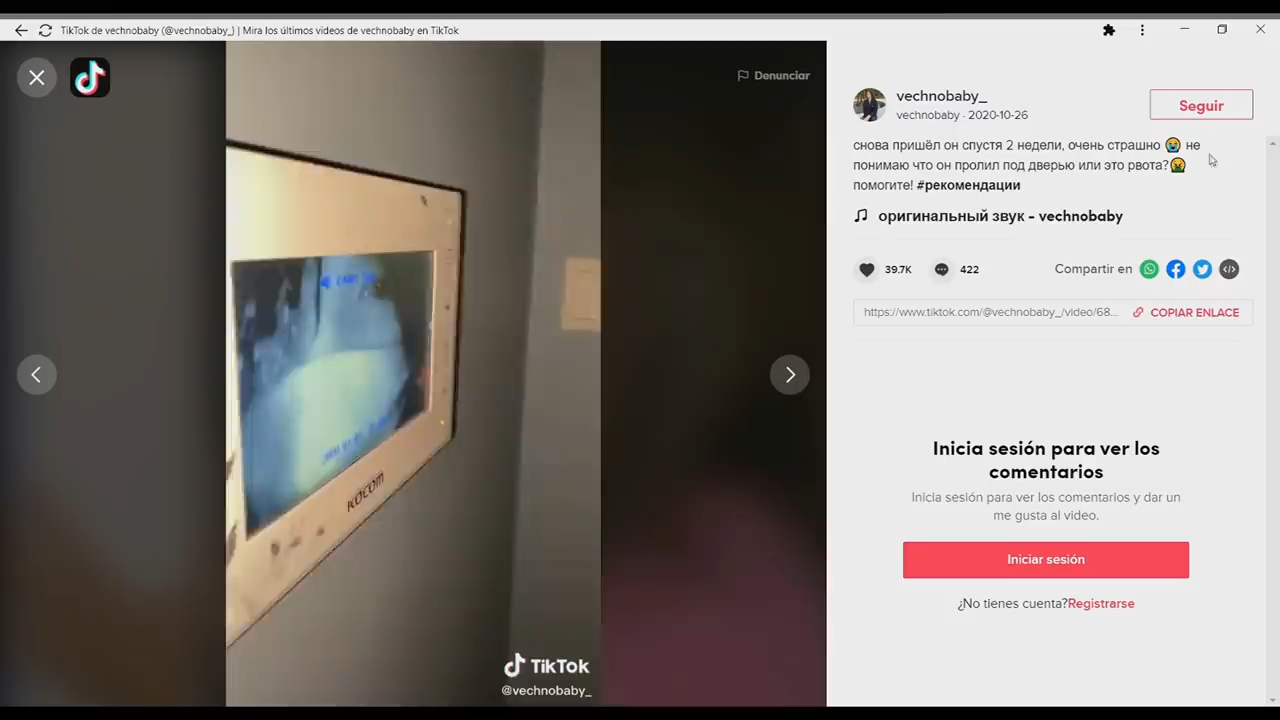 TikTok de vechnobaby (@vechnobaby_) | Mira los últimos videos de vechnobaby en TikTok
Denunciar
vechnobaby_
vechnobaby · 2020-10-26
Seguir
снова пришёл он спустя 2 недели, очень страшно 😭 не
понимаю что он пролил под дверью или это рвота?🤮
помогите! #рекомендации
оригинальный звук - vechnobaby
39.7K
422
Compartir en
https://www.tiktok.com/@vechnobaby_/video/68...
COPIAR ENLACE
KOCOM
Inicia sesión para ver los
comentarios
Inicia sesión para ver los comentarios y dar un
me gusta al video.
Iniciar sesión
¿No tienes cuenta?Registrarse
TikTok
@vechnobaby_